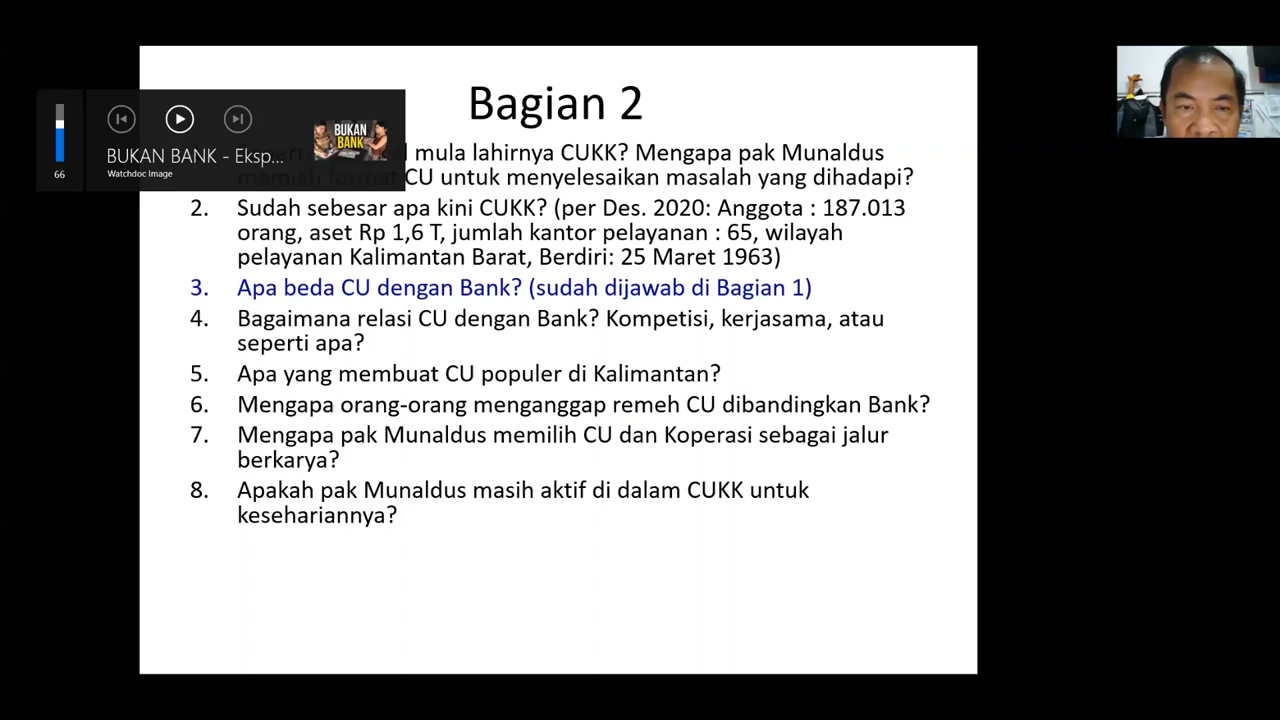 Bagian 2
66
BUKAN BANK - Eksp...
Watchdoc Image
BUKAN
BANK
mula lahirnya CUKK? Mengapa pak Munaldus
CU untuk menyelesaikan masalah yang dihadapi?
2. Sudah sebesar apa kini CUKK? (per Des. 2020: Anggota : 187.013
orang, aset Rp 1,6 T, jumlah kantor pelayanan : 65, wilayah
pelayanan Kalimantan Barat, Berdiri: 25 Maret 1963)
3. Apa beda CU dengan Bank? (sudah dijawab di Bagian 1)
4. Bagaimana relasi CU dengan Bank? Kompetisi, kerjasama, atau
seperti apa?
5. Apa yang membuat CU populer di Kalimantan?
6. Mengapa orang-orang menganggap remeh CU dibandingkan Bank?
7. Mengapa pak Munaldus memilih CU dan Koperasi sebagai jalur
berkarya?
8. Apakah pak Munaldus masih aktif di dalam CUKK untuk
kesehariannya?